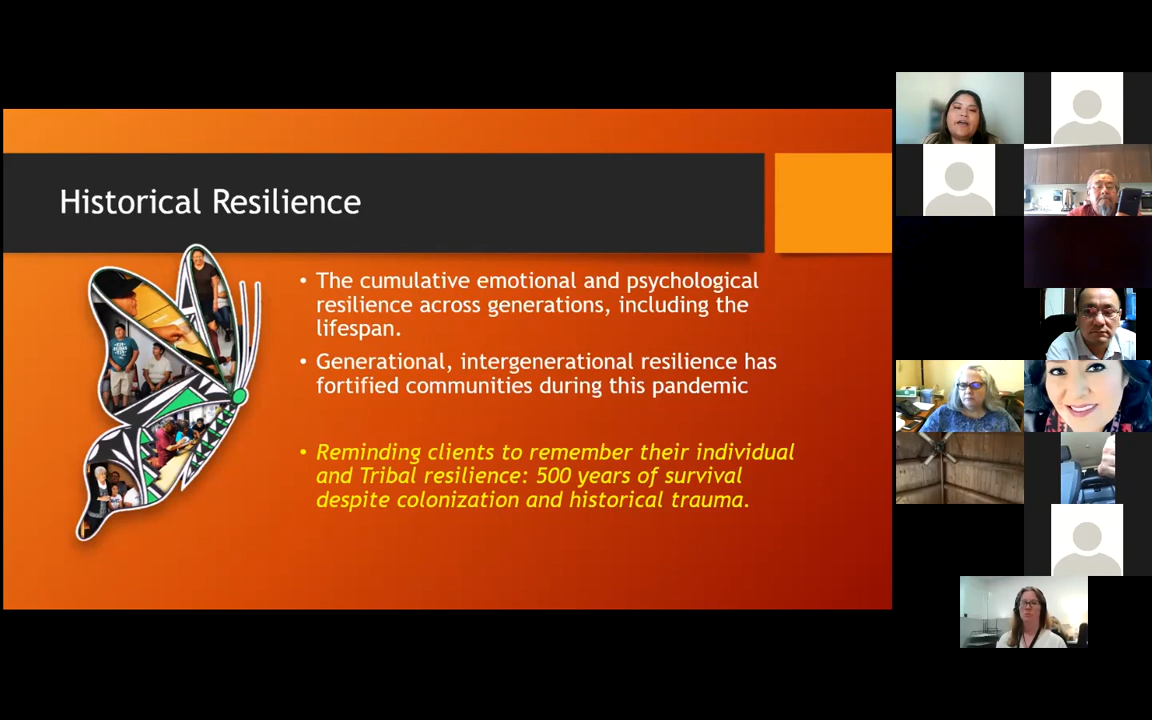 Historical Resilience
• The cumulative emotional and psychological
resilience across generations, including the
lifespan.
• Generational, intergenerational resilience has
fortified communities during this pandemic
• Reminding clients to remember their individual
and Tribal resilience: 500 years of survival
despite colonization and historical trauma.